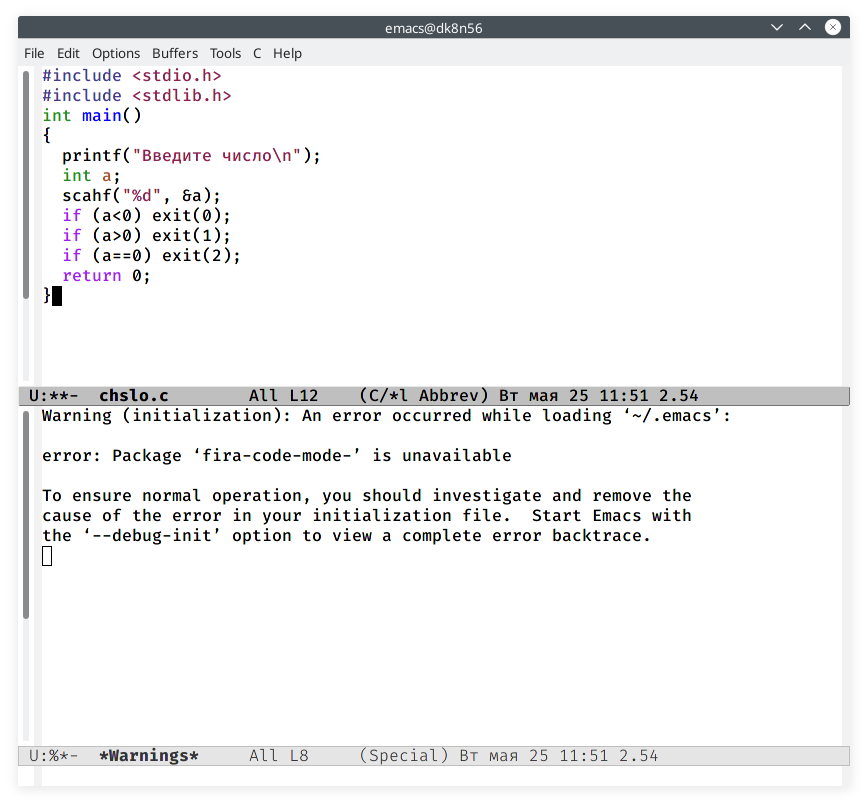 emacs@dk8n56
File Edit Options Buffers Tools C Help
#include <stdio.h>
#include <stdlib.h>
int main()
{
  printf("Введите число\n");
  int a;
  scahf("%d", &a);
  if (a<0) exit(0);
  if (a>0) exit(1);
  if (a==0) exit(2);
  return 0;
}
U:**-  chslo.c        All L12    (C/*l Abbrev) Вт мая 25 11:51 2.54
Warning (initialization): An error occurred while loading ‘~/.emacs’:
error: Package ‘fira-code-mode-’ is unavailable
To ensure normal operation, you should investigate and remove the
cause of the error in your initialization file.  Start Emacs with
the ‘--debug-init’ option to view a complete error backtrace.
U:%*-  *Warnings*     All L8     (Special) Вт мая 25 11:51 2.54